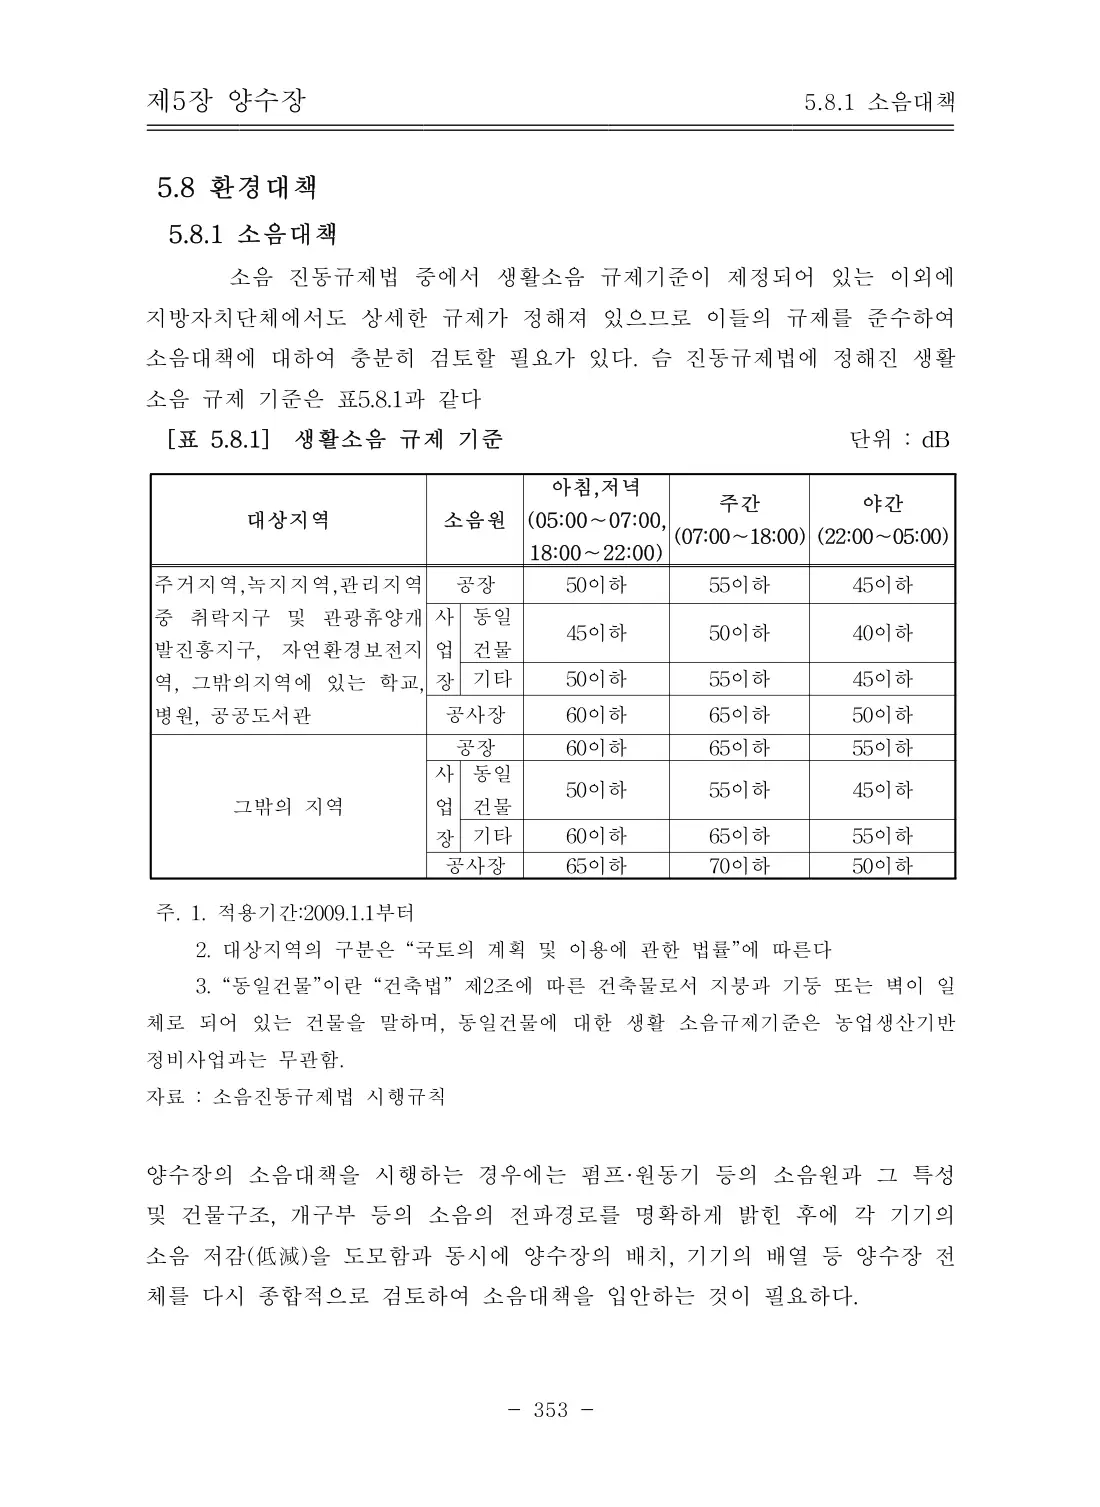 제5장 양수장 5.8.1 소음대책
5.8 환경대책
5.8.1 소음대책
소음 진동규제법 중에서 생활소음 규제기준이 제정되어 있는 이외에
지방자치단체에서도 상세한 규제가 정해져 있으므로 이들의 규제를 준수하여
소음대책에 대하여 충분히 검토할 필요가 있다. 슴 진동규제법에 정해진 생활
소음 규제 기준은 표5.8.1과 같다
[표 5.8.1] 생활소음 규제 기준 단위 : dB
대상지역 소음원 아침,저녁 (05:00～07:00, 18:00～22:00) 주간 (07:00～18:00) 야간 (22:00～05:00)
주거지역,녹지지역,관리지역
중 취락지구 및 관광휴양개
발진흥지구, 자연환경보전지
역, 그밖의지역에 있는 학교,
병원, 공공도서관
공장 50이하 55이하 45이하
사업장 동일건물 45이하 50이하 40이하
기타 50이하 55이하 45이하
공사장 60이하 65이하 50이하
그밖의 지역
공장 60이하 65이하 55이하
사업장 동일건물 50이하 55이하 45이하
기타 60이하 65이하 55이하
공사장 65이하 70이하 50이하
주. 1. 적용기간:2009.1.1부터
2. 대상지역의 구분은 “국토의 계획 및 이용에 관한 법률”에 따른다
3. “동일건물”이란 “건축법” 제2조에 따른 건축물로서 지붕과 기둥 또는 벽이 일
체로 되어 있는 건물을 말하며, 동일건물에 대한 생활 소음규제기준은 농업생산기반
정비사업과는 무관함.
자료 : 소음진동규제법 시행규칙
양수장의 소음대책을 시행하는 경우에는 펌프·원동기 등의 소음원과 그 특성
및 건물구조, 개구부 등의 소음의 전파경로를 명확하게 밝힌 후에 각 기기의
소음 저감(低減)을 도모함과 동시에 양수장의 배치, 기기의 배열 등 양수장 전
체를 다시 종합적으로 검토하여 소음대책을 입안하는 것이 필요하다.
- 353 -